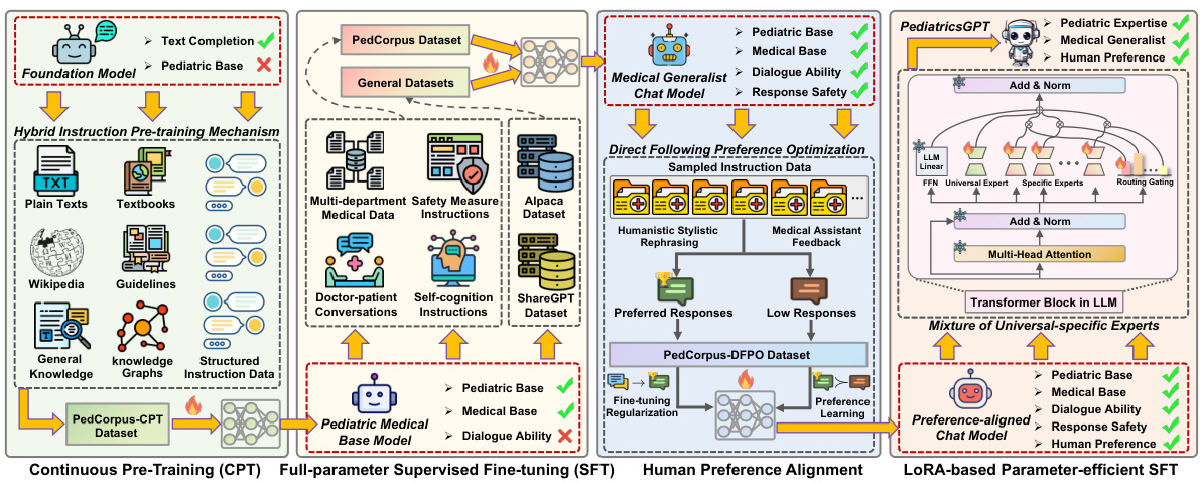 Foundation Model
➢ Text Completion
➢ Pediatric Base
Hybrid Instruction Pre-training Mechanism
TXT
Plain Texts
Textbooks
Wikipedia
Guidelines
T
General
Knowledge
knowledge
Graphs
Structured
Instruction Data
PedCorpus-CPT
Dataset
Continuous Pre-Training (CPT)
PedCorpus Dataset
General Datasets
Multi-department
Medical Data
Safety Measure
Instructions
Alpaca
Dataset
Doctor-patient
Conversations
Self-cognition
Instructions
ShareGPT
Dataset
Pediatric Medical
Base Model
➢ Pediatric Base
➢ Medical Base
➢ Dialogue Ability
Full-parameter Supervised Fine-tuning (SFT)
Medical Generalist
Chat Model
➢ Pediatric Base
➢ Medical Base
➢ Dialogue Ability
➢ Response Safety
Direct Following Preference Optimization
Sampled Instruction Data
...
Humanistic Stylistic
Rephrasing
Medical Assistant
Feedback
Preferred Responses
Low Responses
PedCorpus-DFPO Dataset
Fine-tuning
Regularization
Preference
Learning
Human Preference Alignment
PediatricsGPT
➢ Pediatric Expertise
➢ Medical Generalist
➢ Human Preference
Add & Norm
LLM
Linear
FFN
Universal Expert
Specific Experts
Routing Gating
Add & Norm
Multi-Head Attention
Transformer Block in LLM
Mixture of Universal-specific Experts
Preference-aligned
Chat Model
➢ Pediatric Base
➢ Medical Base
➢ Dialogue Ability
➢ Response Safety
➢ Human Preference
LoRA-based Parameter-efficient SFT